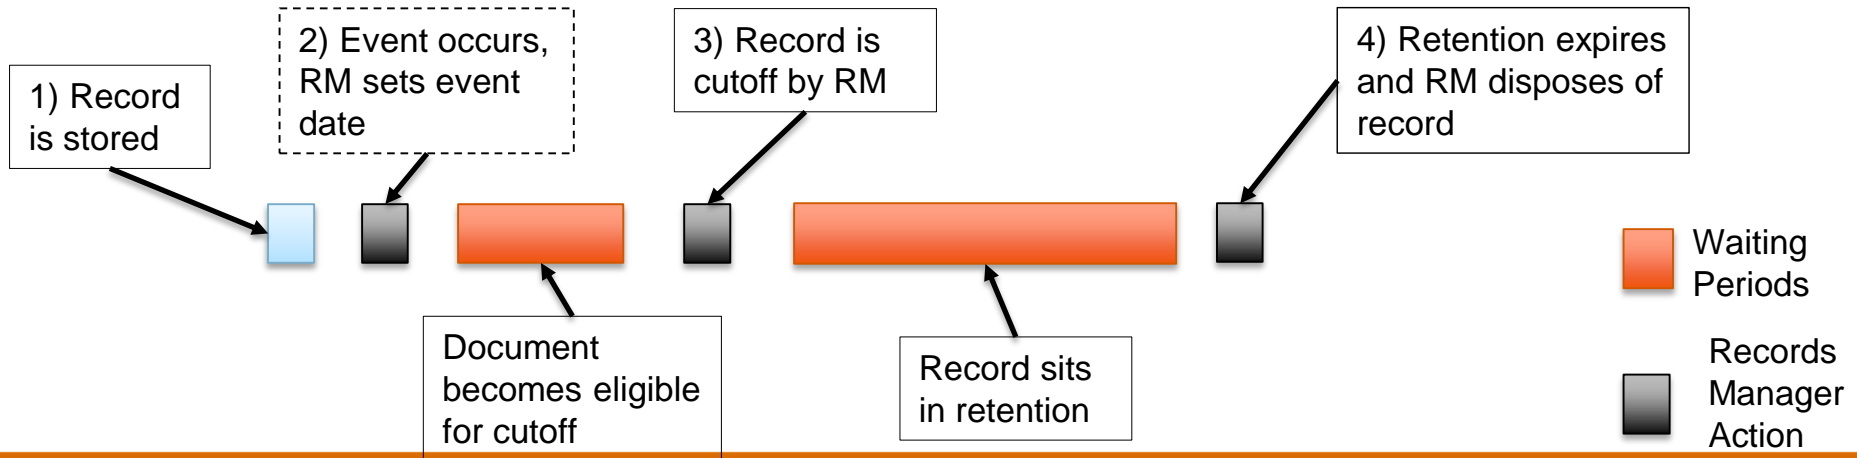 1) Record
is stored
2) Event occurs,
RM sets event
date
3) Record is
cutoff by RM
4) Retention expires
and RM disposes of
record
Document
becomes eligible
for cutoff
Record sits
in retention
Waiting
Periods
Records
Manager
Action